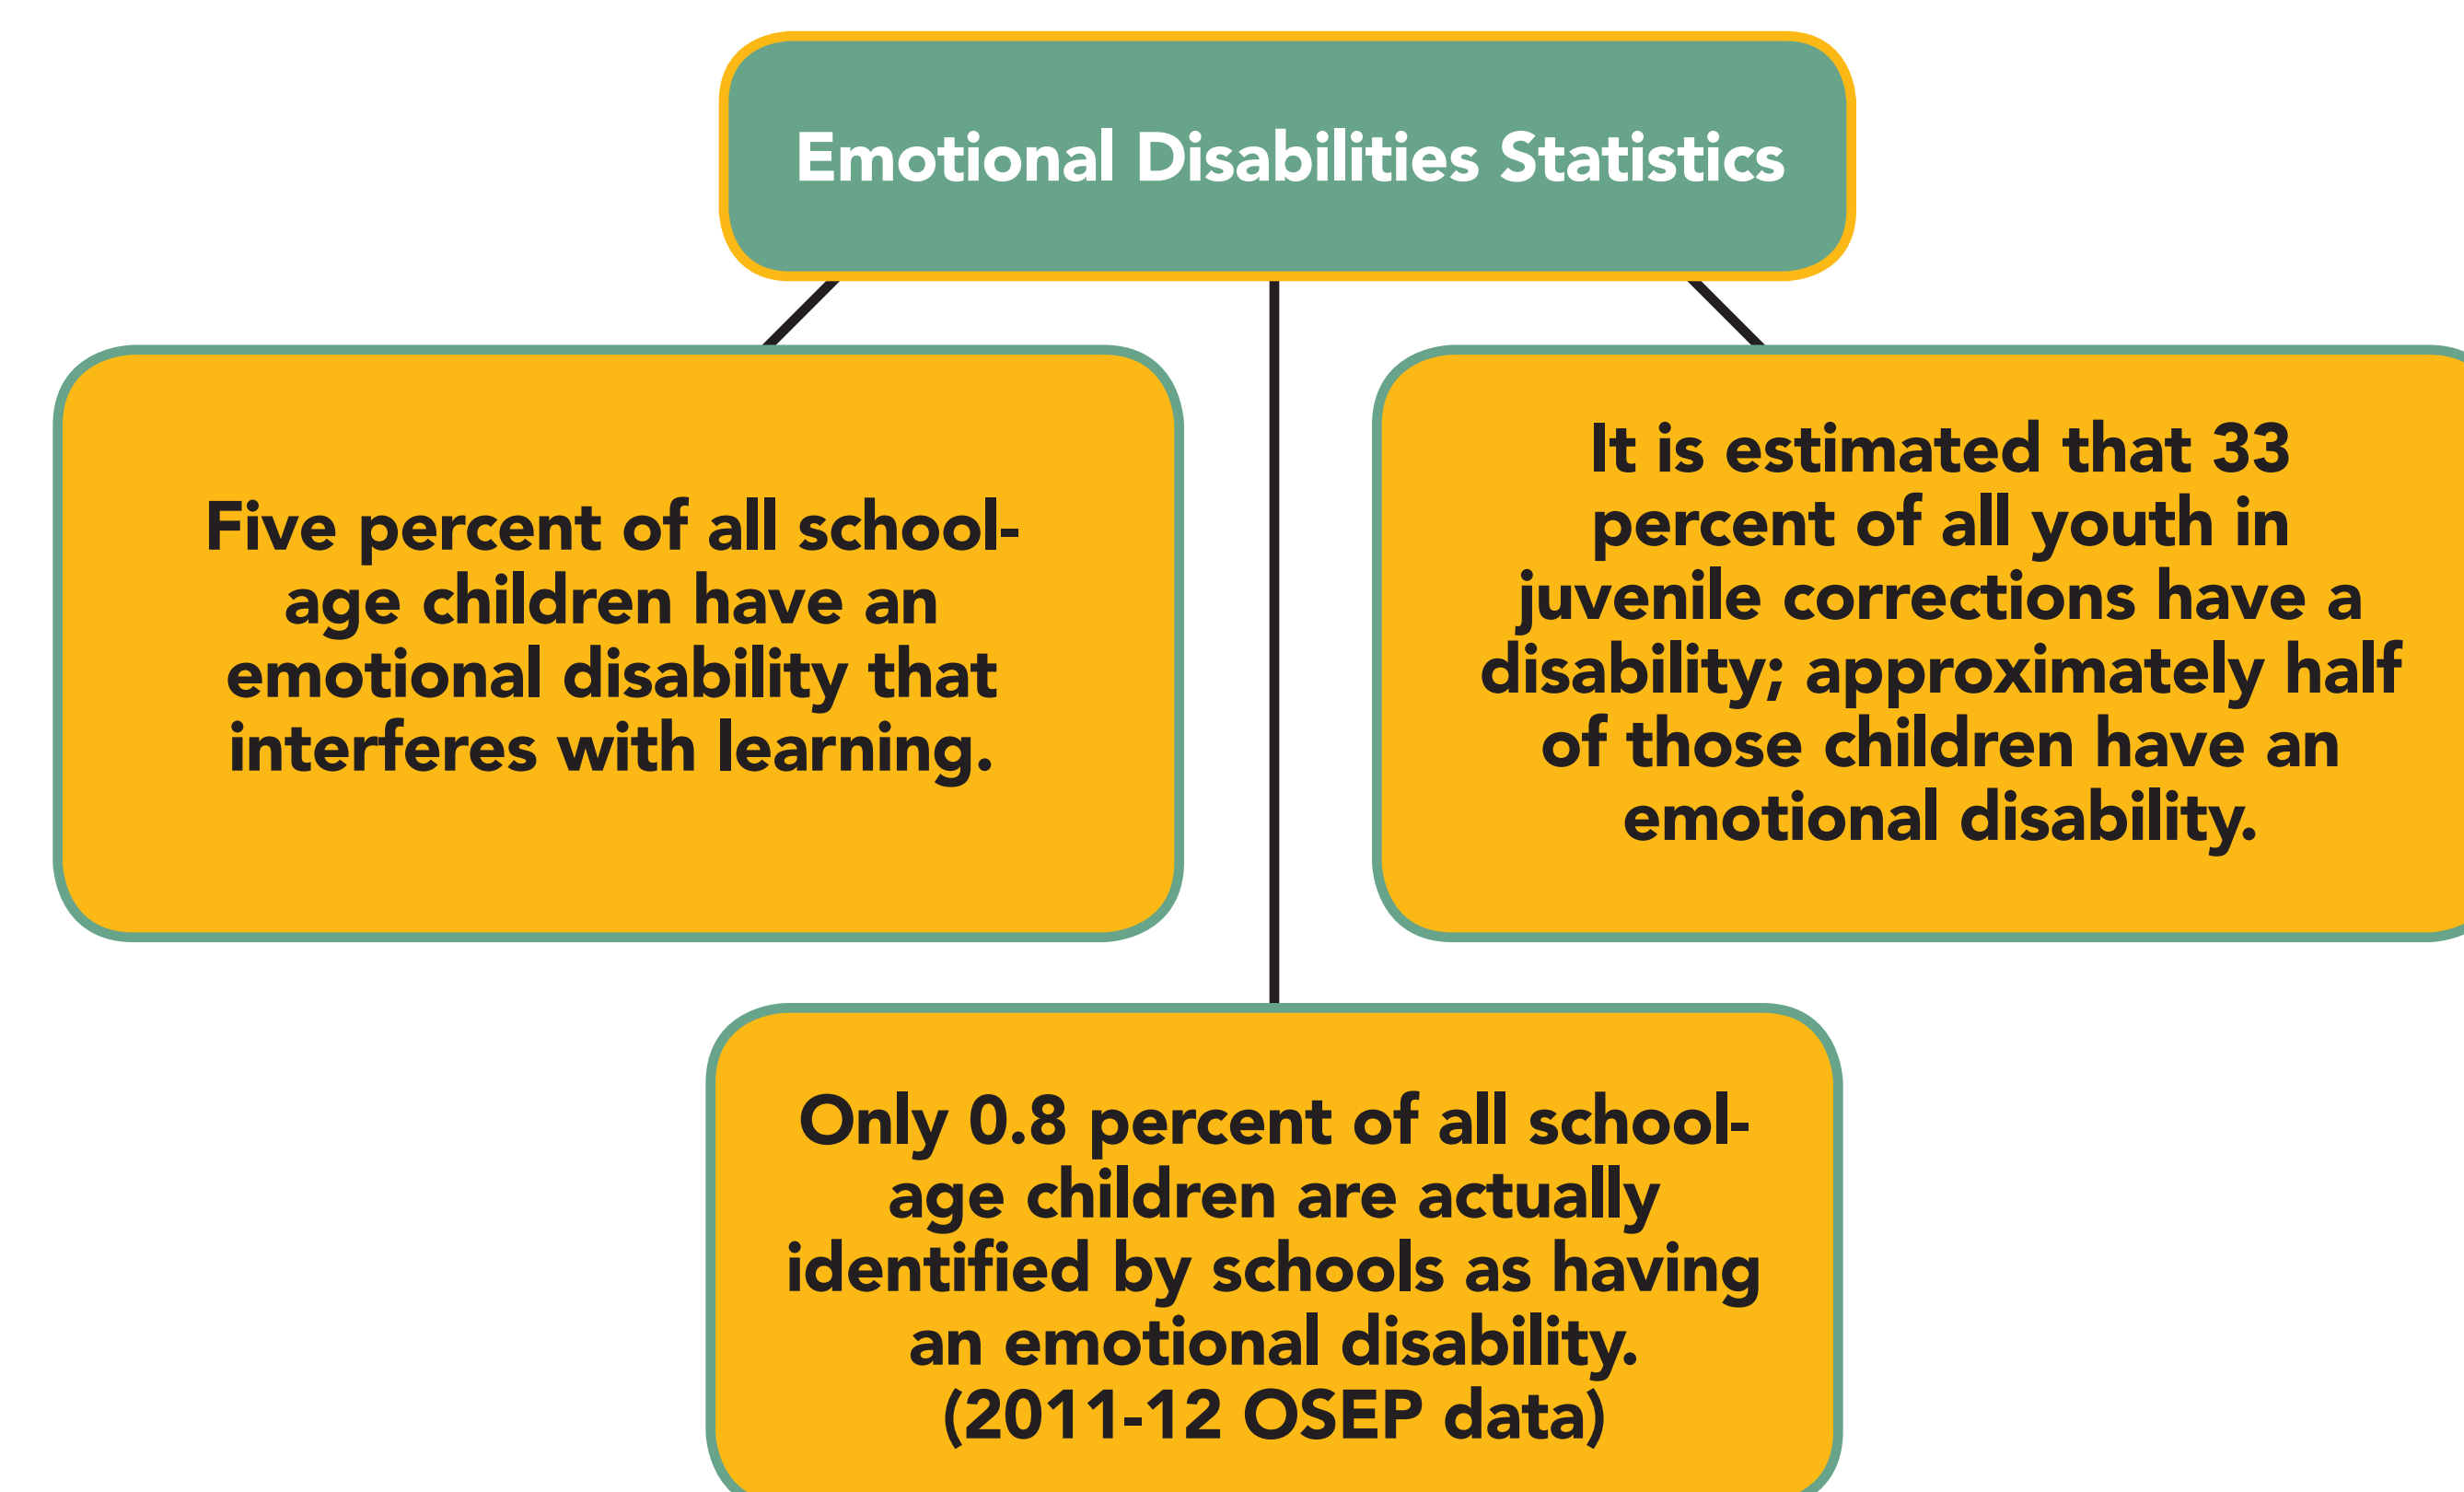 Emotional Disabilities Statistics
Five percent of all school-
age children have an
emotional disability that
interferes with learning.
It is estimated that 33
percent of all youth in
juvenile corrections have a
disability; approximately half
of those children have an
emotional disability.
Only 0.8 percent of all school-
age children are actually
identified by schools as having
an emotional disability.
(2011-12 OSEP data)